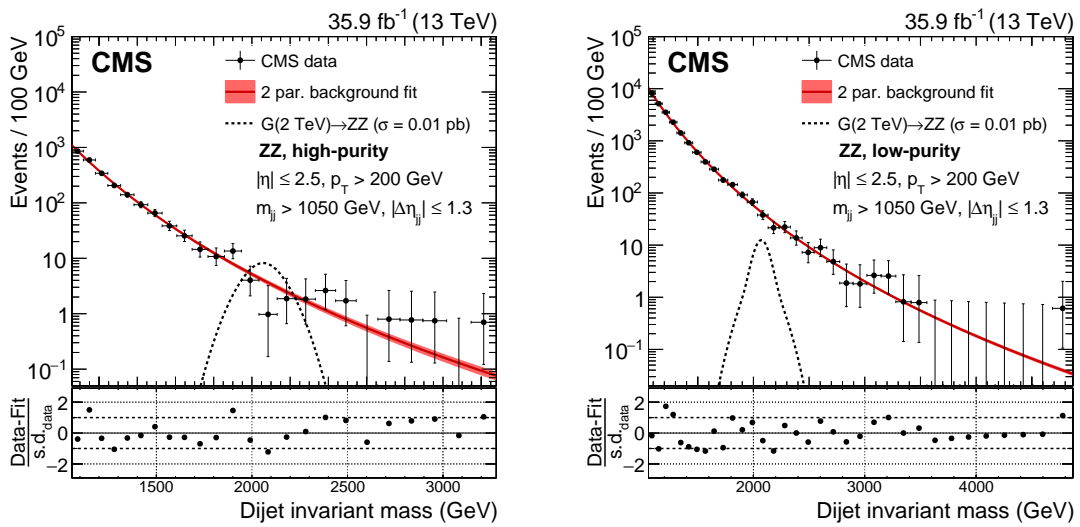 35.9 fb⁻¹ (13 TeV)
CMS
CMS data
2 par. background fit
G(2 TeV)→ZZ (σ = 0.01 pb)
ZZ, high-purity
|η| ≤ 2.5, p_T > 200 GeV
m_jj > 1050 GeV, |Δη_jj| ≤ 1.3
Events / 100 GeV
10⁵
10⁴
10³
10²
10
1
10⁻¹
Data-Fit
s.d._data
2
0
−2
1500 2000 2500 3000
Dijet invariant mass (GeV)
35.9 fb⁻¹ (13 TeV)
CMS
CMS data
2 par. background fit
G(2 TeV)→ZZ (σ = 0.01 pb)
ZZ, low-purity
|η| ≤ 2.5, p_T > 200 GeV
m_jj > 1050 GeV, |Δη_jj| ≤ 1.3
Events / 100 GeV
10⁵
10⁴
10³
10²
10
1
10⁻¹
Data-Fit
s.d._data
2
0
−2
2000 3000 4000
Dijet invariant mass (GeV)